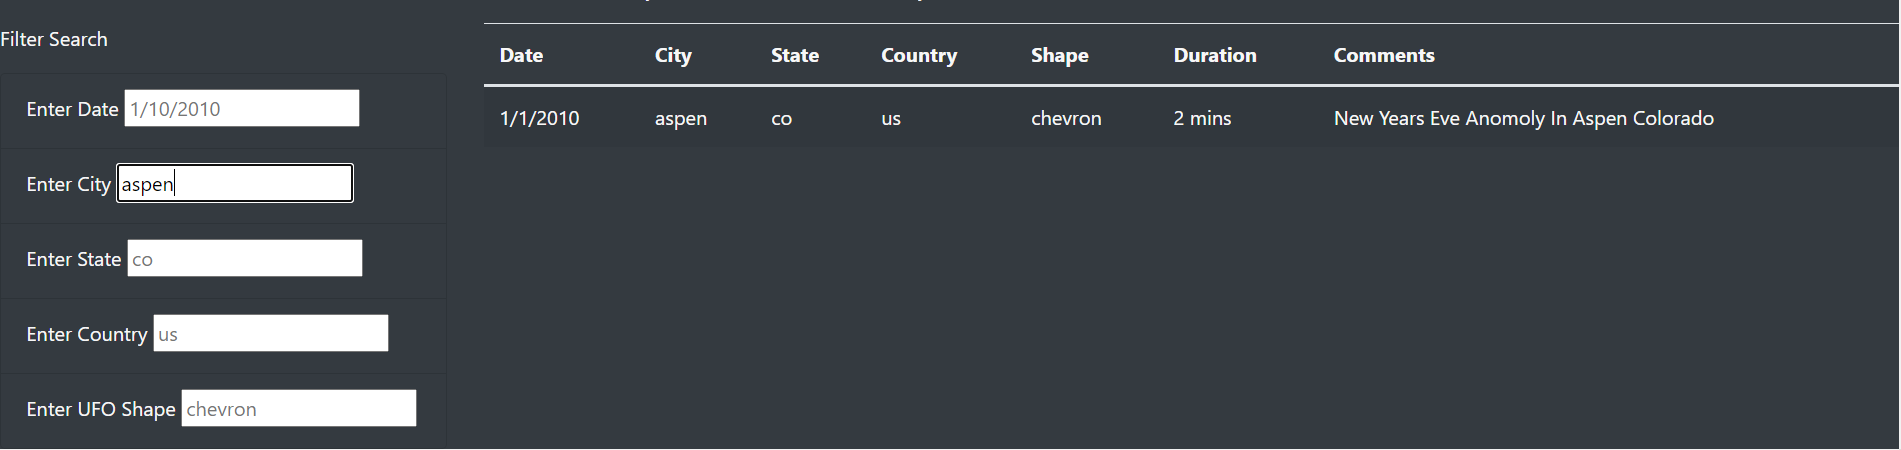 Filter Search
Enter Date 1/10/2010
Enter City aspen
Enter State co
Enter Country us
Enter UFO Shape chevron
Date City State Country Shape Duration Comments
1/1/2010 aspen co us chevron 2 mins New Years Eve Anomoly In Aspen Colorado